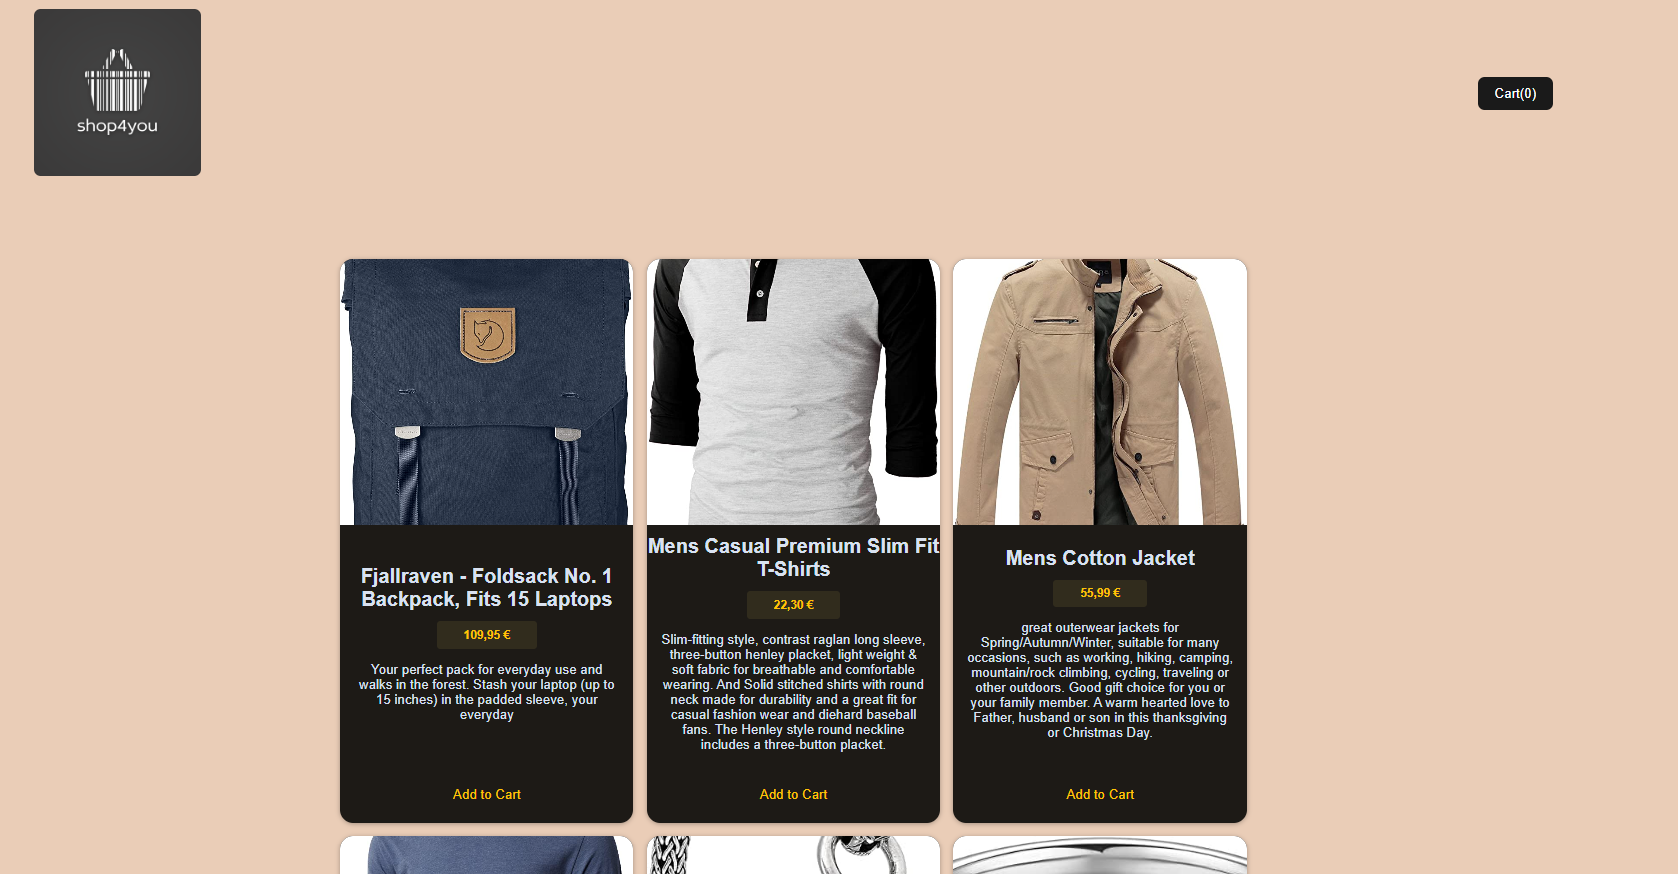 shop4you
Cart(0)
Fjallraven - Foldsack No. 1
Backpack, Fits 15 Laptops
109,95 €
Your perfect pack for everyday use and
walks in the forest. Stash your laptop (up to
15 inches) in the padded sleeve, your
everyday
Add to Cart
Mens Casual Premium Slim Fit
T-Shirts
22,30 €
Slim-fitting style, contrast raglan long sleeve,
three-button henley placket, light weight &
soft fabric for breathable and comfortable
wearing. And Solid stitched shirts with round
neck made for durability and a great fit for
casual fashion wear and diehard baseball
fans. The Henley style round neckline
includes a three-button placket.
Add to Cart
Mens Cotton Jacket
55,99 €
great outerwear jackets for
Spring/Autumn/Winter, suitable for many
occasions, such as working, hiking, camping,
mountain/rock climbing, cycling, traveling or
other outdoors. Good gift choice for you or
your family member. A warm hearted love to
Father, husband or son in this thanksgiving
or Christmas Day.
Add to Cart